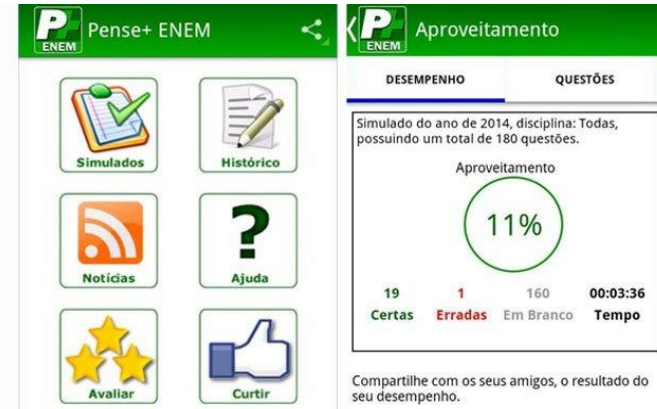 P+
ENEM
Pense+ ENEM
Simulados
Histórico
Notícias
Ajuda
?
Avaliar
Curtir
P+
ENEM
Aproveitamento
DESEMPENHO
QUESTÕES
Simulado do ano de 2014, disciplina: Todas,
possuindo um total de 180 questões.
Aproveitamento
11%
19 1 160 00:03:36
Certas Erradas Em Branco Tempo
Compartilhe com os seus amigos, o resultado do
seu desempenho.